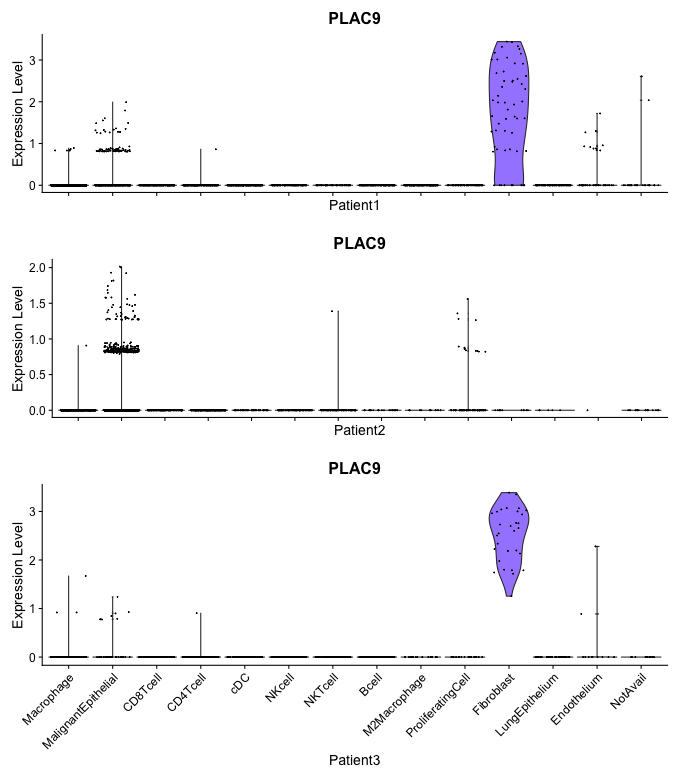 PLAC9
Expression Level
3
2
1
0
Patient1
PLAC9
Expression Level
2.0
1.5
1.0
0.5
0.0
Patient2
PLAC9
Expression Level
3
2
1
0
Macrophage
MalignantEpithelial
CD8Tcell
CD4Tcell
cDC
NKcell
NKTcell
Bcell
M2Macrophage
ProliferatingCell
Fibroblast
LungEpithelium
Endothelium
NotAvail
Patient3